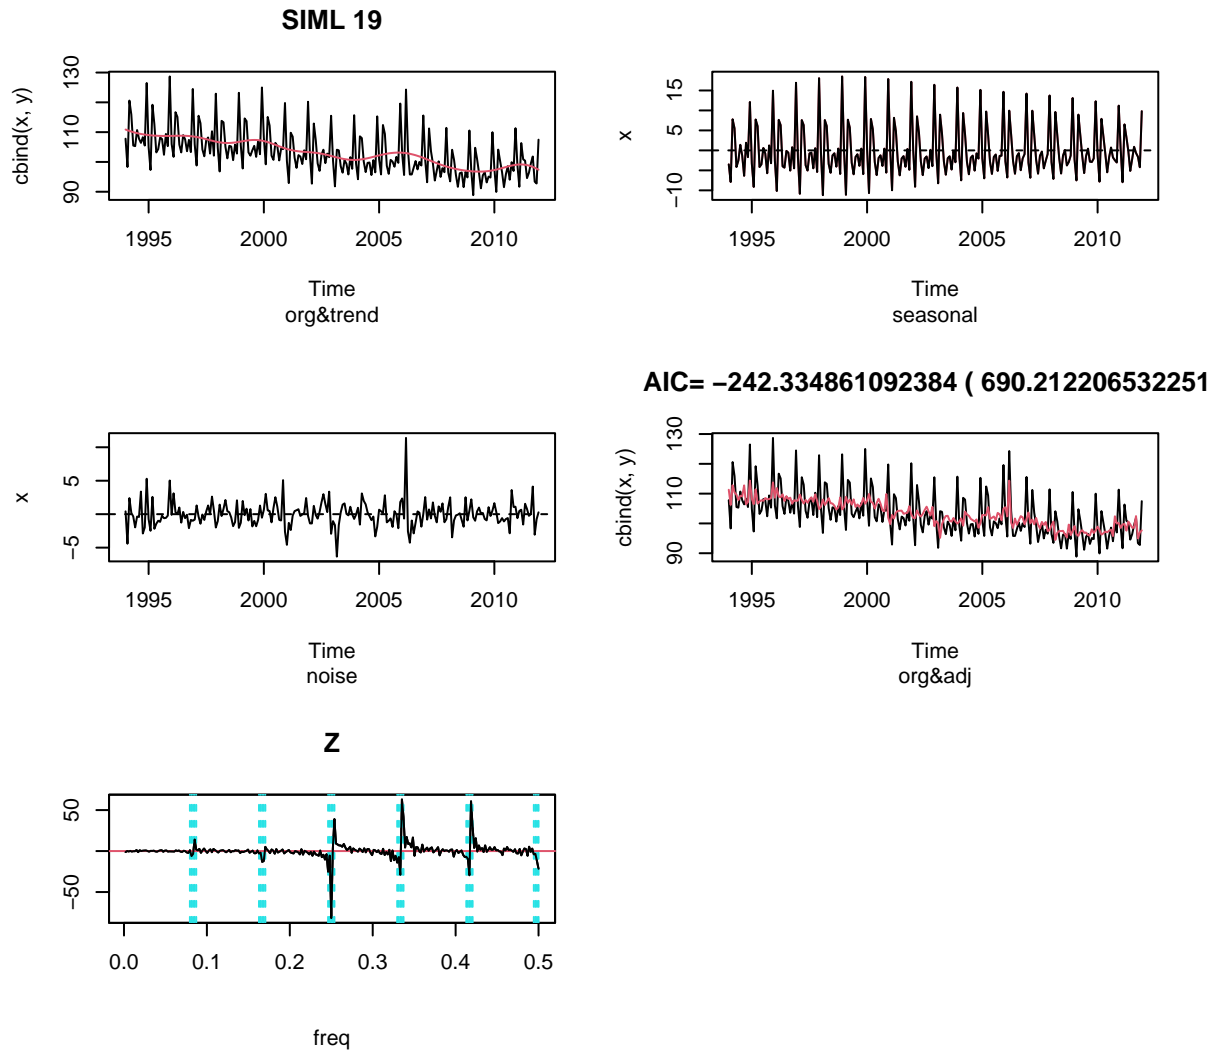 SIML 19
cbind(x, y)
90 110 130
1995 2000 2005 2010
Time
org&trend
x
−10 5 15
1995 2000 2005 2010
Time
seasonal
x
−5 5
1995 2000 2005 2010
Time
noise
AIC= −242.334861092384 ( 690.212206532251
cbind(x, y)
90 110 130
1995 2000 2005 2010
Time
org&adj
Z
−50 50
0.0 0.1 0.2 0.3 0.4 0.5
freq